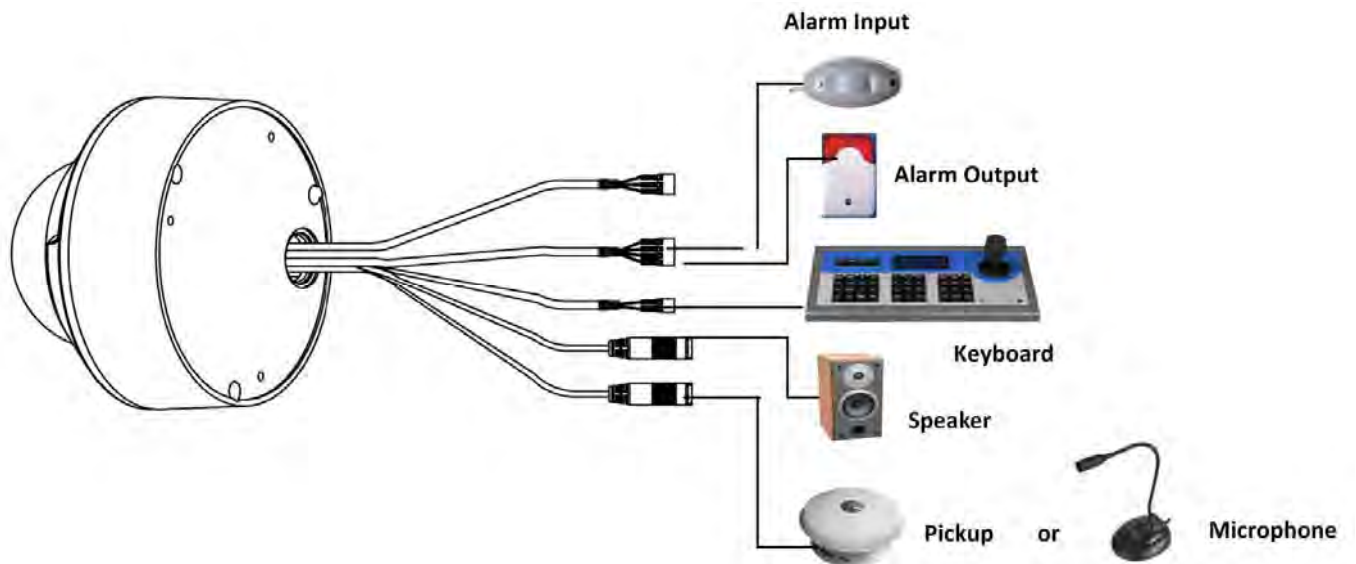 Alarm Input
Alarm Output
Keyboard
Speaker
Pickup or Microphone